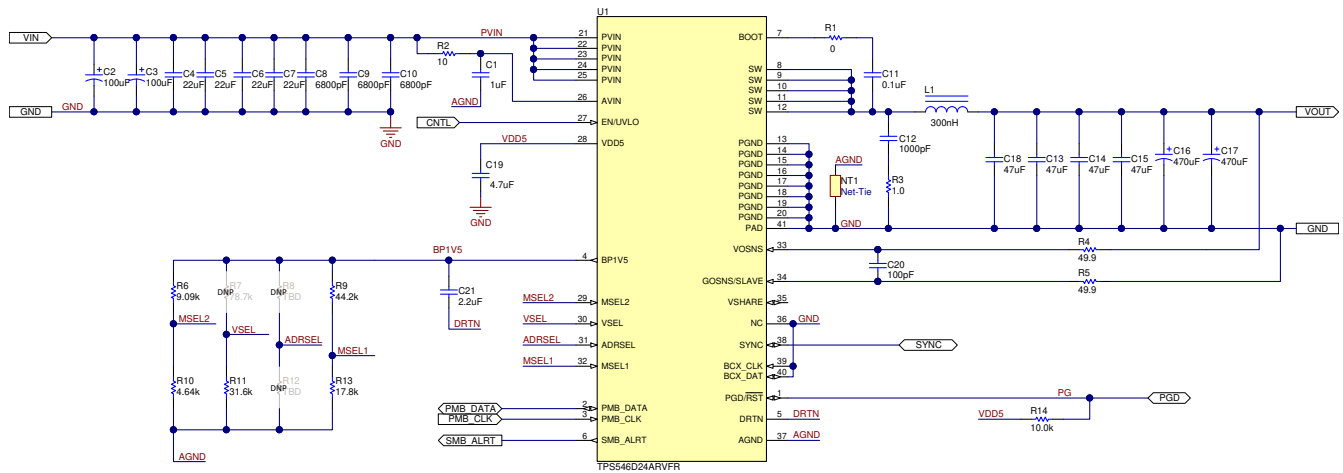 U1
VIN
PVIN
21
PVIN
22
PVIN
23
PVIN
24
PVIN
25
PVIN
R2
10
C1
1uF
AGND
C2
100uF
C3
100uF
C4
22uF
C5
22uF
C6
22uF
C7
22uF
C8
6800pF
C9
6800pF
C10
6800pF
GND
GND
GND
26
AVIN
CNTL
27
EN/UVLO
VDD5
28
VDD5
C19
4.7uF
GND
BP1V5
4
BP1V5
C21
2.2uF
DRTN
R6
9.09k
R7
DNP
78.7k
R8
DNP
TBD
R9
44.2k
MSEL2
VSEL
ADRSEL
MSEL1
R10
4.64k
R11
31.6k
R12
DNP
TBD
R13
17.8k
AGND
MSEL2
29
MSEL2
VSEL
30
VSEL
ADRSEL
31
ADRSEL
MSEL1
32
MSEL1
PMB_DATA
2
PMB_DATA
PMB_CLK
3
PMB_CLK
SMB_ALRT
6
SMB_ALRT
TPS546D24ARVFR
BOOT
7
R1
0
C11
0.1uF
SW
8
SW
9
SW
10
SW
11
SW
12
L1
300nH
VOUT
PGND
13
PGND
14
PGND
15
PGND
16
PGND
17
PGND
18
PGND
19
PGND
20
PAD
41
AGND
NT1
Net-Tie
GND
C12
1000pF
R3
1.0
C18
47uF
C13
47uF
C14
47uF
C15
47uF
C16
470uF
C17
470uF
GND
VOSNS
33
R4
49.9
C20
100pF
R5
49.9
GOSNS/SLAVE
34
VSHARE
35
NC
36
GND
SYNC
38
SYNC
BCX_CLK
39
BCX_DAT
40
PGD/RST
1
PG
PGD
DRTN
5
DRTN
VDD5
R14
10.0k
AGND
37
AGND